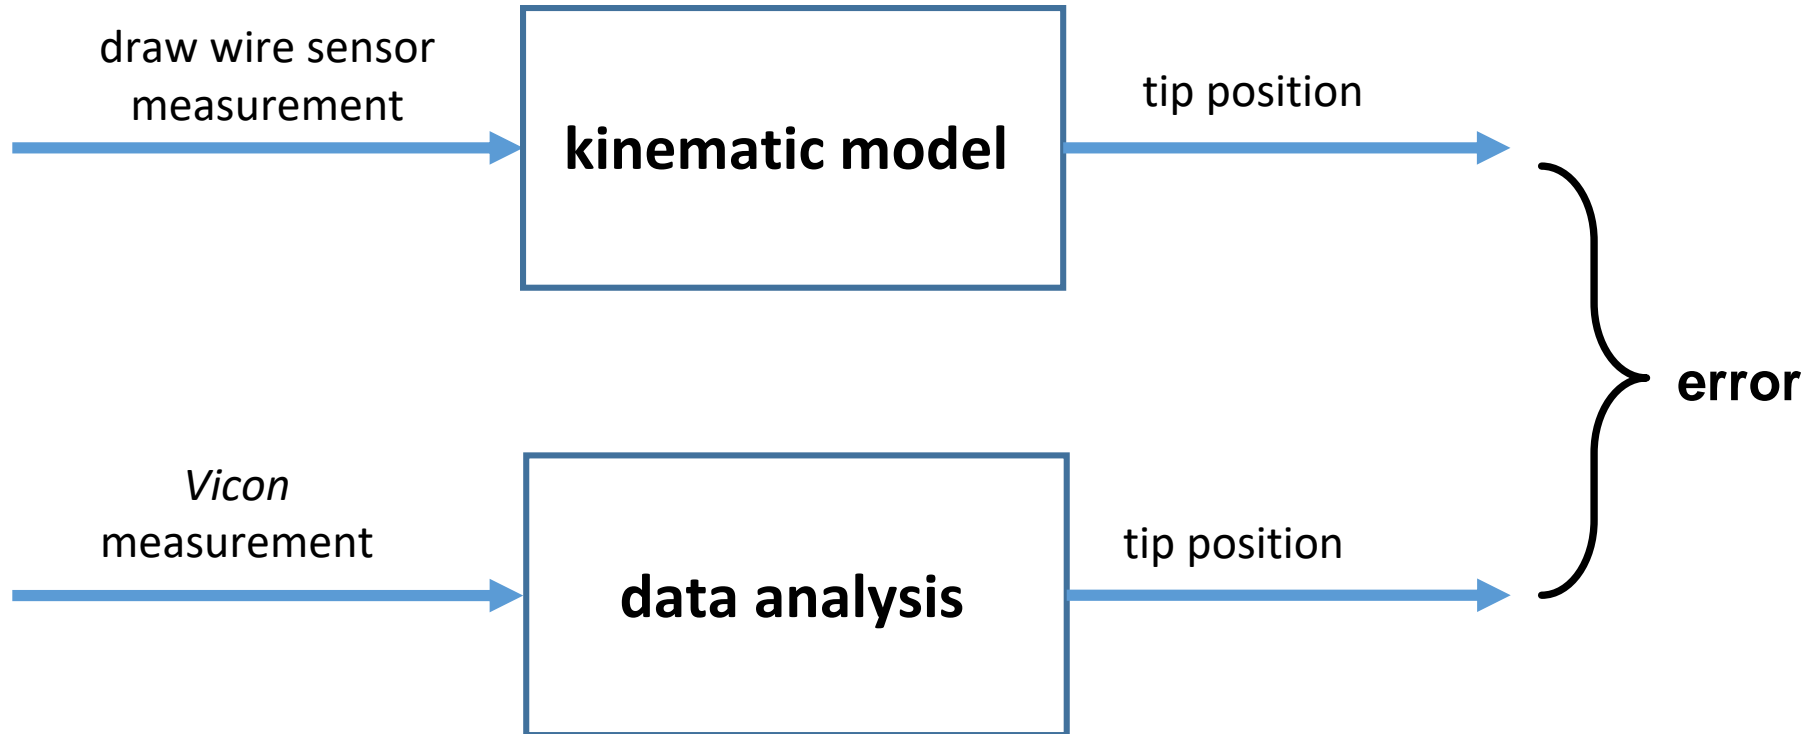 draw wire sensor
measurement
kinematic model
tip position
error
Vicon
measurement
data analysis
tip position